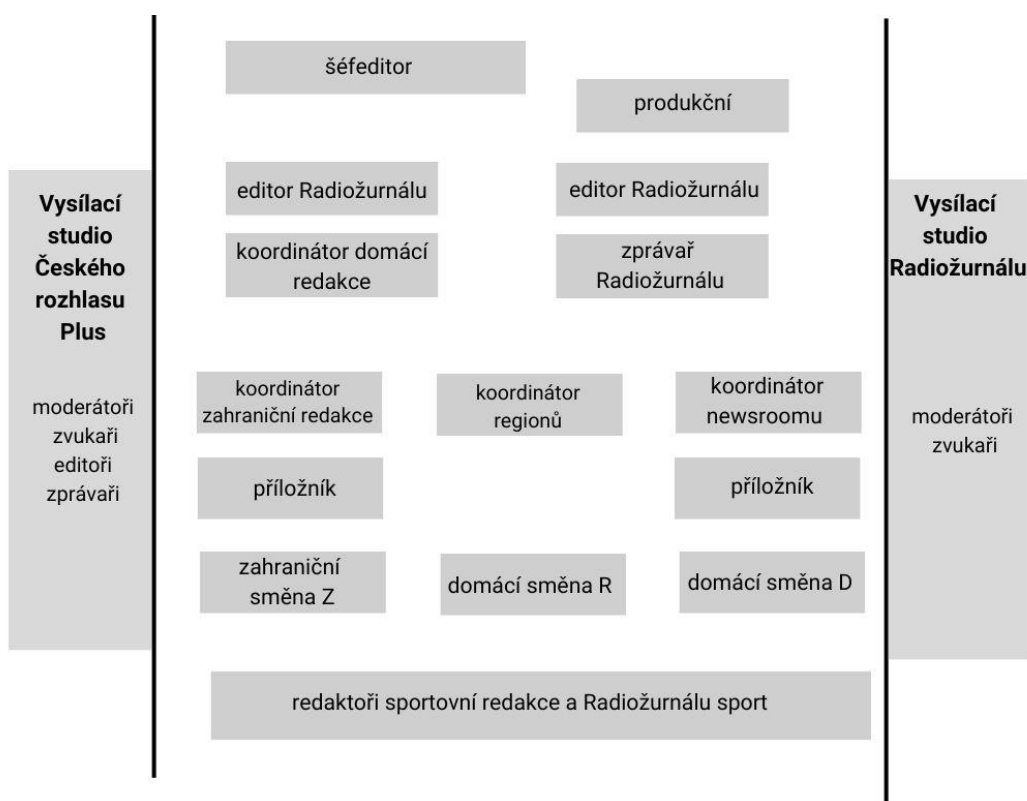 šéfeditor
produkční
editor Radiožurnálu
editor Radiožurnálu
koordinátor domácí
redakce
zprávař
Radiožurnálu
Vysílací
studio
Českého
rozhlasu
Plus
moderátoři
zvukaři
editoři
zprávaři
koordinátor
zahraniční redakce
koordinátor
regionů
koordinátor
newsroomu
příložník
příložník
zahraniční
směna Z
domácí směna R
domácí směna D
redaktoři sportovní redakce a Radiožurnálu sport
Vysílací
studio
Radiožurnálu
moderátoři
zvukaři